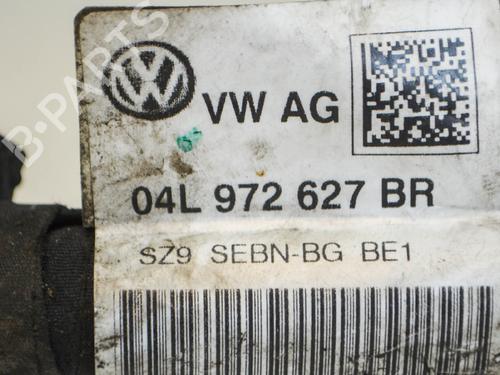 VW AG
04L 972 627 BR
SZ9 SEBN-BG BE1
B-PARTS